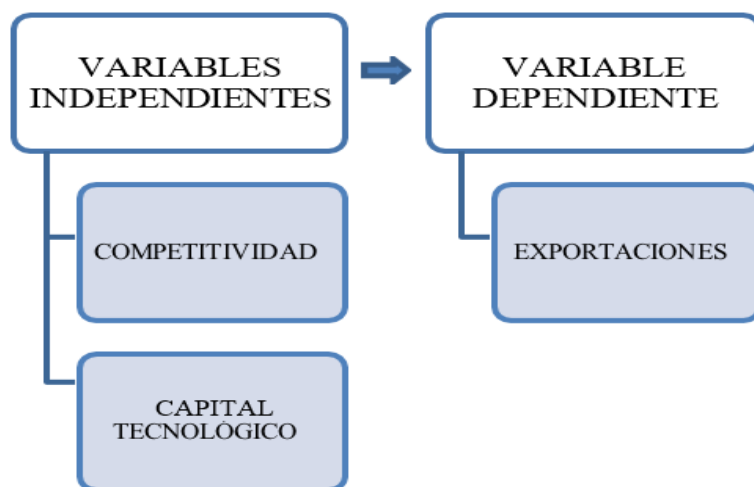 VARIABLES
INDEPENDIENTES
VARIABLE
DEPENDIENTE
COMPETITIVIDAD
EXPORTACIONES
CAPITAL
TECNOLÓGICO